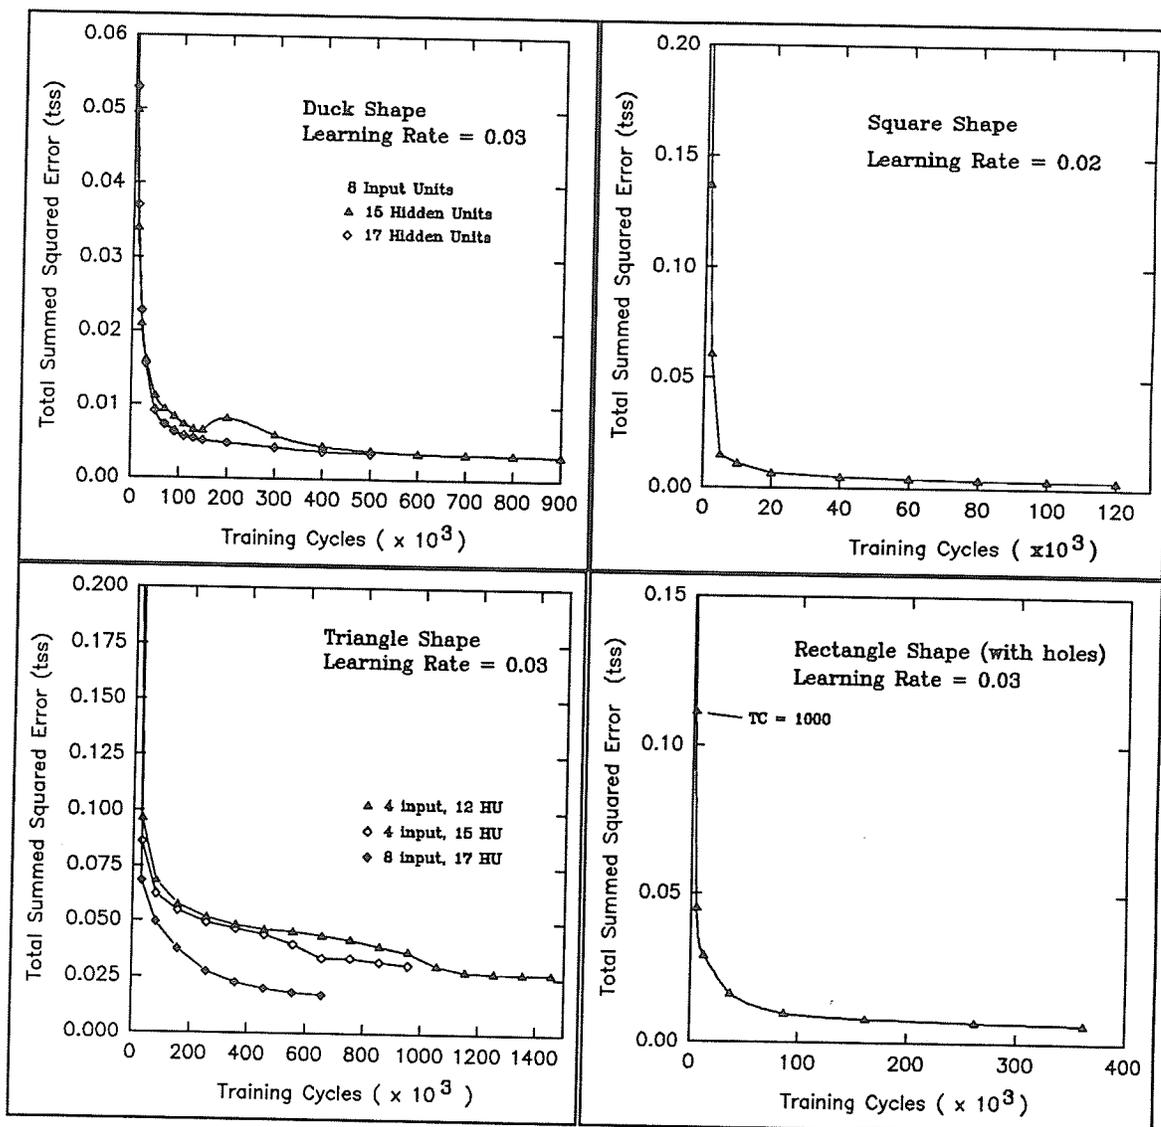 0.06
0.05
0.04
0.03
0.02
0.01
0.00
Total Summed Squared Error (tss)
Duck Shape
Learning Rate = 0.03
8 Input Units
15 Hidden Units
17 Hidden Units
0 100 200 300 400 500 600 700 800 900
Training Cycles ( x 10³)
0.20
0.15
0.10
0.05
0.00
Total Summed Squared Error (tss)
Square Shape
Learning Rate = 0.02
0 20 40 60 80 100 120
Training Cycles ( x10³)
0.200
0.175
0.150
0.125
0.100
0.075
0.050
0.025
0.000
Total Summed Squared Error (tss)
Triangle Shape
Learning Rate = 0.03
4 input, 12 HU
4 input, 15 HU
8 input, 17 HU
0 200 400 600 800 1000 1200 1400
Training Cycles ( x 10³)
0.15
0.10
0.05
0.00
Total Summed Squared Error (tss)
Rectangle Shape (with holes)
Learning Rate = 0.03
TC = 1000
0 100 200 300 400
Training Cycles ( x 10³)